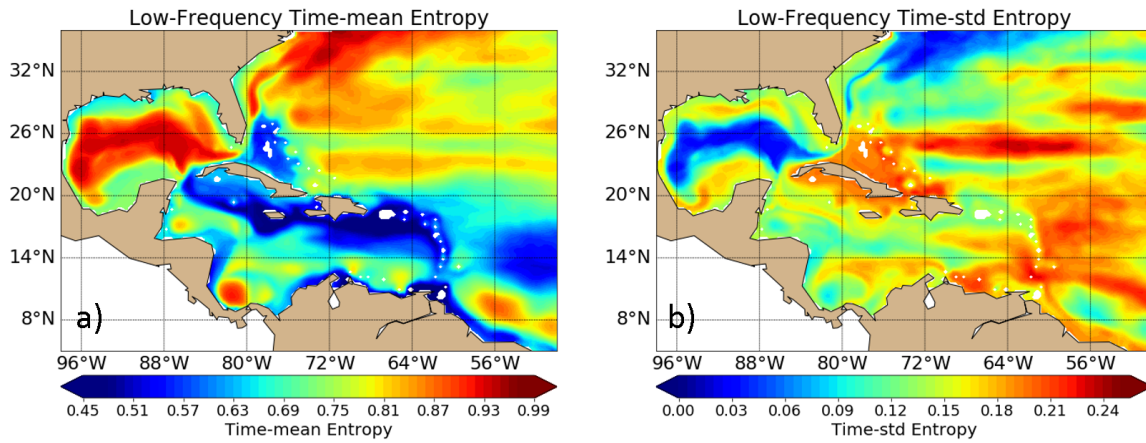 Low-Frequency Time-mean Entropy
32°N
26°N
20°N
14°N
8°N
a)
96°W 88°W 80°W 72°W 64°W 56°W
0.45 0.51 0.57 0.63 0.69 0.75 0.81 0.87 0.93 0.99
Time-mean Entropy
Low-Frequency Time-std Entropy
32°N
26°N
20°N
14°N
8°N
b)
96°W 88°W 80°W 72°W 64°W 56°W
0.00 0.03 0.06 0.09 0.12 0.15 0.18 0.21 0.24
Time-std Entropy